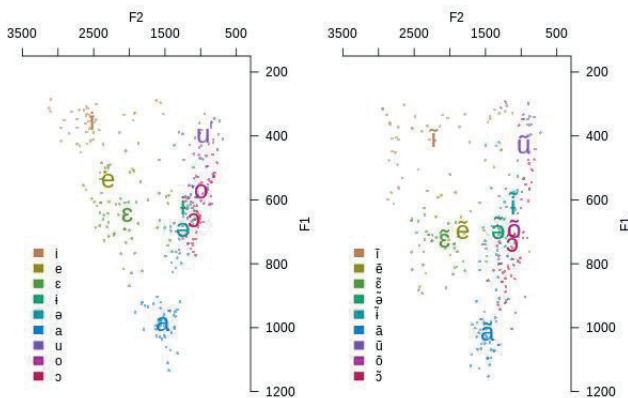 F2
3500 2500 1500 500
200
400
600
800
1000
1200
F1
i
u
e
o
ɨ
ɛ
ɔ
ə
a
i
e
ɛ
ɨ
ə
a
u
o
ɔ
F2
3500 2500 1500 500
200
400
600
800
1000
1200
F1
ĩ
ũ
ɨ̃
ɛ̃ ẽ ə̃ õ
ɔ̃
ã
ĩ
ẽ
ɛ̃
ə̃
ɨ̃
ã
ũ
õ
ɔ̃